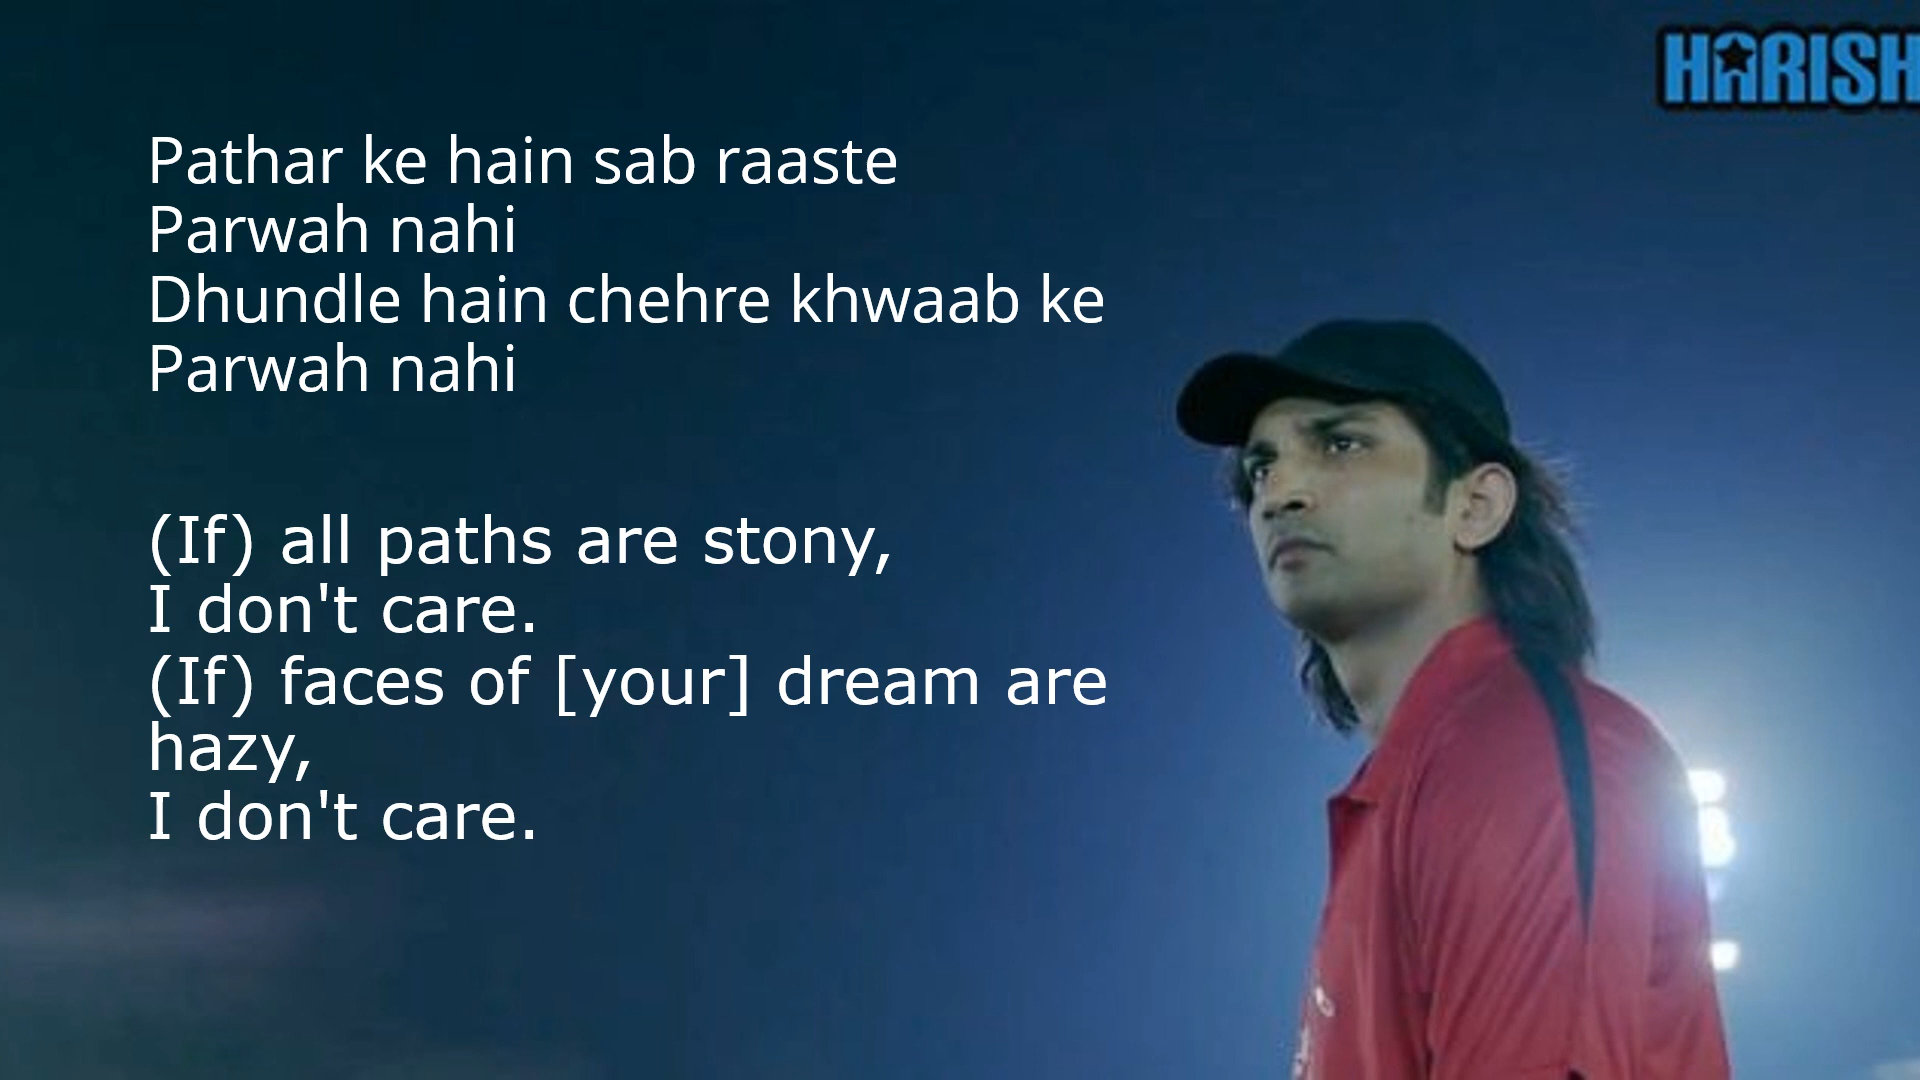 HARISH
Pathar ke hain sab raaste
Parwah nahi
Dhundle hain chehre khwaab ke
Parwah nahi
(If) all paths are stony,
I don't care.
(If) faces of [your] dream are
hazy,
I don't care.